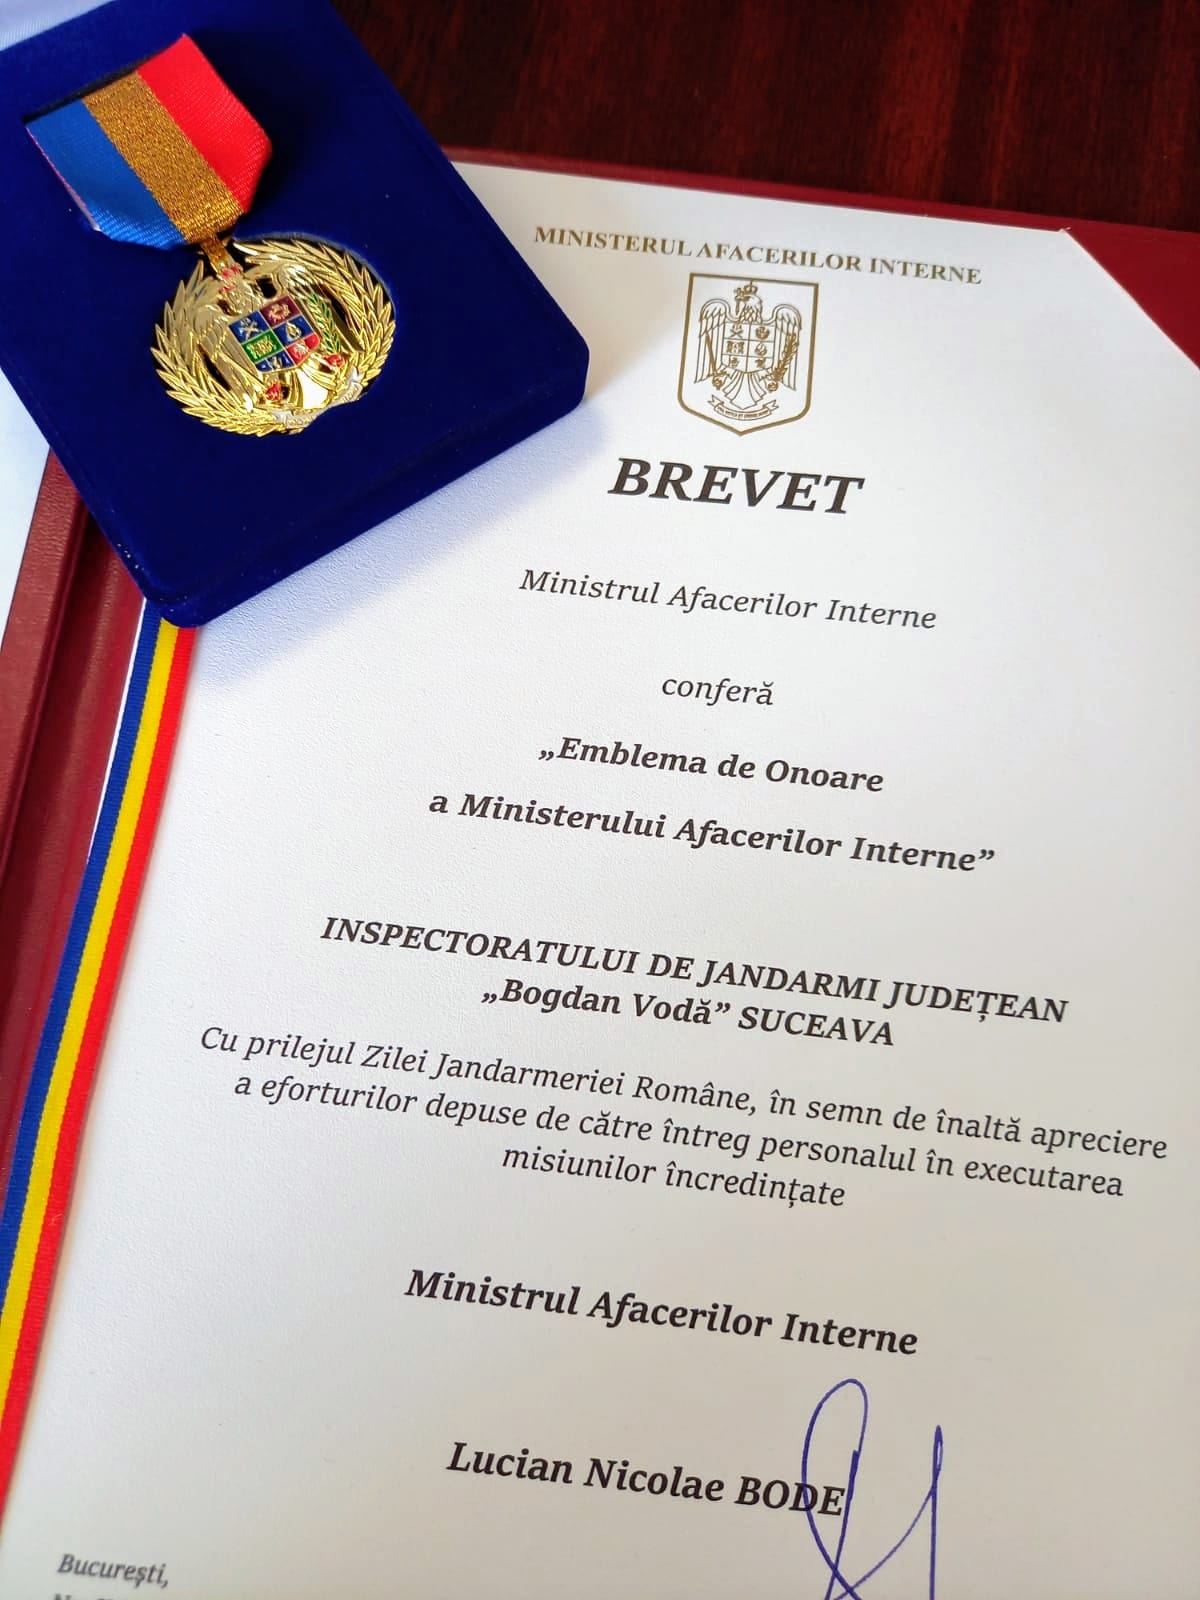 MINISTERUL AFACERILOR INTERNE
BREVET
Ministrul Afacerilor Interne
conferă
„Emblema de Onoare
a Ministerului Afacerilor Interne”
INSPECTORATULUI DE JANDARMI JUDEȚEAN
„Bogdan Vodă” SUCEAVA
Cu prilejul Zilei Jandarmeriei Române, în semn de înaltă apreciere
a eforturilor depuse de către întreg personalul în executarea
misiunilor încredințate
Ministrul Afacerilor Interne
Lucian Nicolae BODE
București,